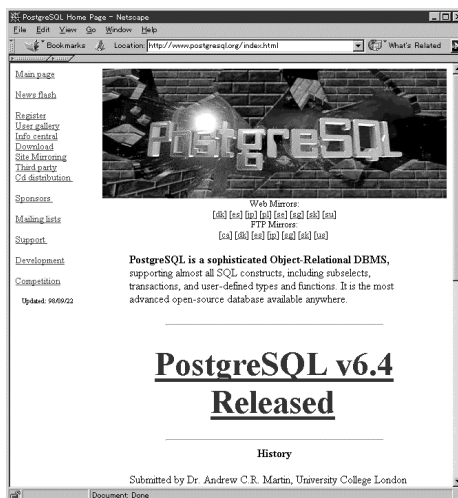 PostgreSQL Home Page - Netscape
File Edit View Go Window Help
Bookmarks Location: http://www.postgresql.org/index.html What's Related
Main page
News flash
Register
User gallery
Info central
Download
Site Mirroring
Third party
Cd distribution
Sponsors
Mailing lists
Support
Development
Competition
Updated: 98/09/22
PostgreSQL
Web Mirrors:
[dk] [es] [jp] [pl] [se] [sg] [sk] [su]
FTP Mirrors:
[ca] [dk] [es] [jp] [sg] [sk] [us]
PostgreSQL is a sophisticated Object-Relational DBMS,
supporting almost all SQL constructs, including subselects,
transactions, and user-defined types and functions. It is the most
advanced open-source database available anywhere.
PostgreSQL v6.4
Released
History
Submitted by Dr. Andrew C.R. Martin, University College London
Document: Done